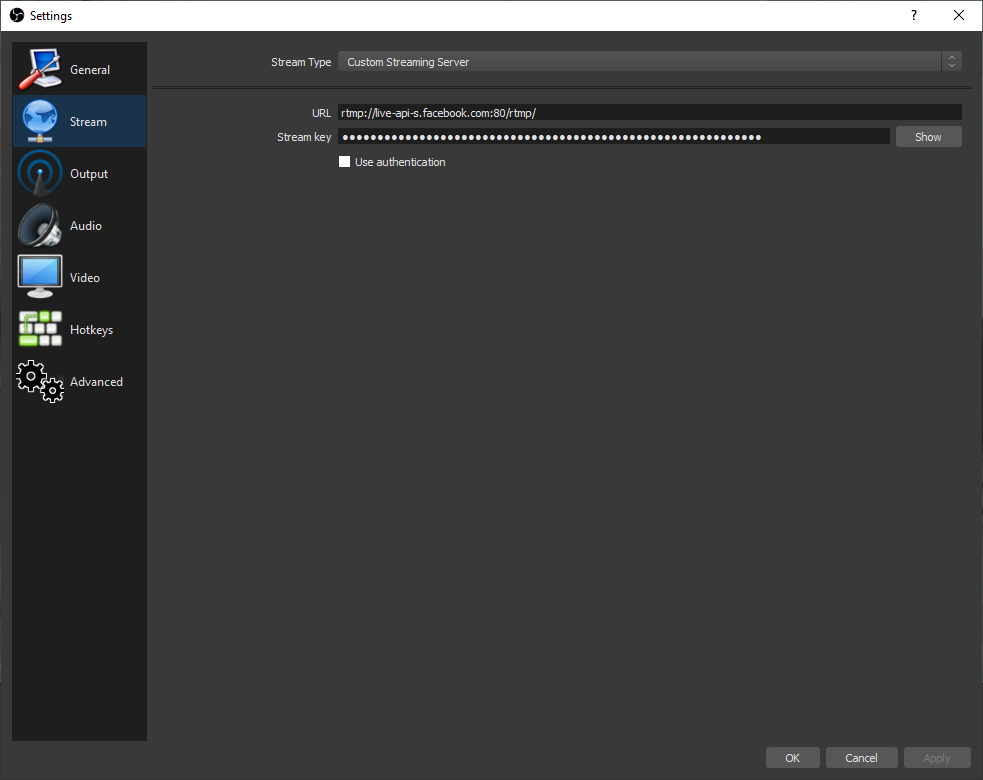 Settings
?
General
Stream
Output
Audio
Video
Hotkeys
Advanced
Stream Type Custom Streaming Server
URL rtmp://live-api-s.facebook.com:80/rtmp/
Stream key ●●●●●●●●●●●●●●●●●●●●●●●●●●●●●●●●●●●●●●●●●●●●●●●●●●●●●●●●●●●● Show
Use authentication
OK Cancel Apply